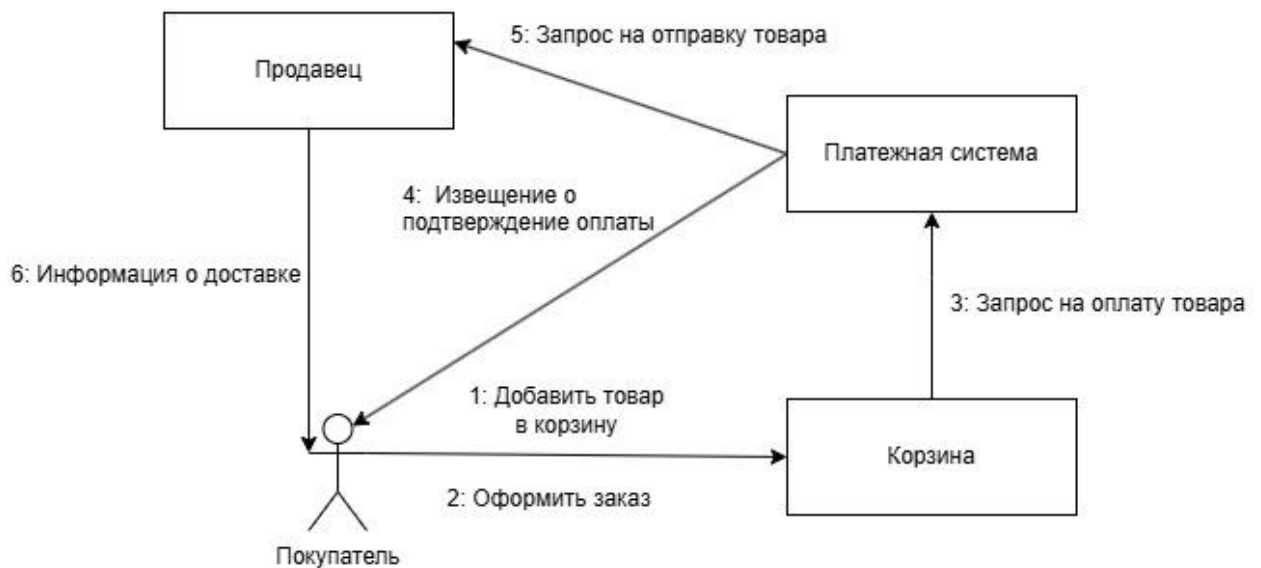 5: Запрос на отправку товара
Продавец
Платежная система
4:  Извещение о
подтверждение оплаты
6: Информация о доставке
3: Запрос на оплату товара
1: Добавить товар
в корзину
Корзина
2: Оформить заказ
Покупатель